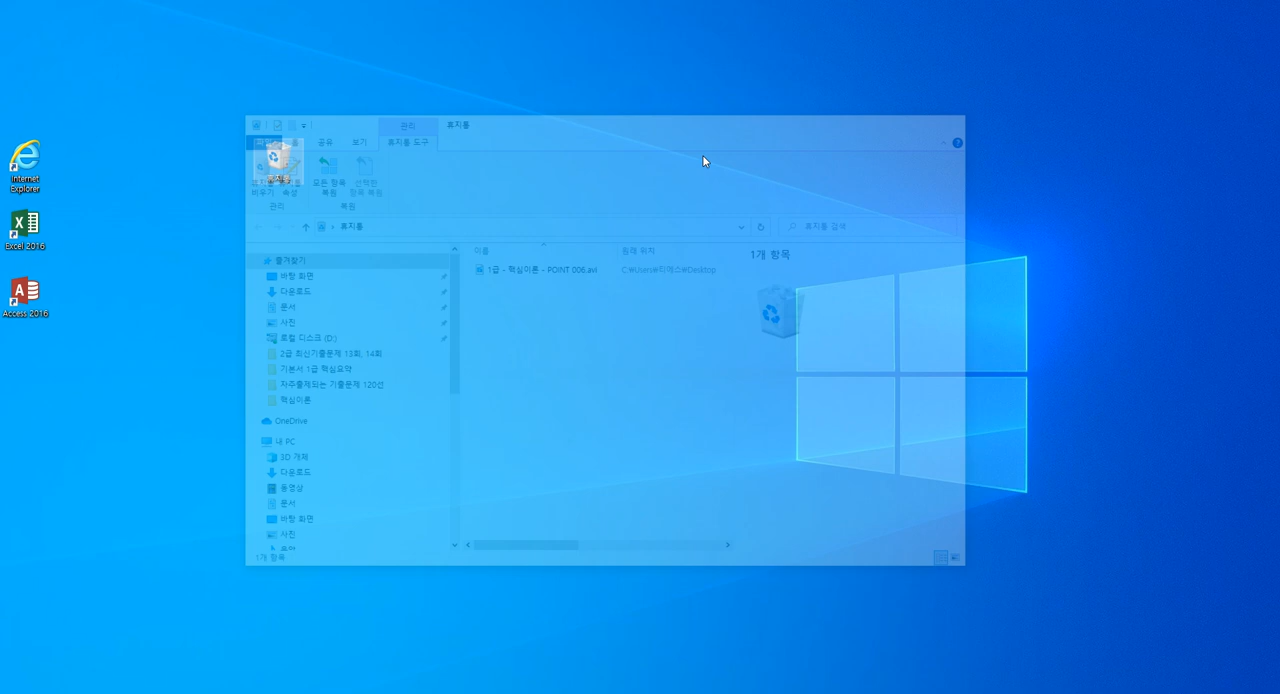 Internet
Explorer
Excel 2016
Access 2016
관리
휴지통
공유
보기
휴지통 도구
휴지통
비우기
속성
모든 항목
복원
선택한
항목 복원
관리
복원
휴지통
휴지통 검색
이름
원래 위치
1급 - 핵심이론 - POINT 006.avi
1개 항목
즐겨찾기
바탕 화면
다운로드
문서
사진
로컬 디스크 (D:)
2급 최신기출문제 13회, 14회
기본서 1급 핵심요약
자주출제되는 기출문제 120선
핵심이론
OneDrive
내 PC
3D 개체
다운로드
동영상
문서
바탕 화면
사진
음악
1개 항목